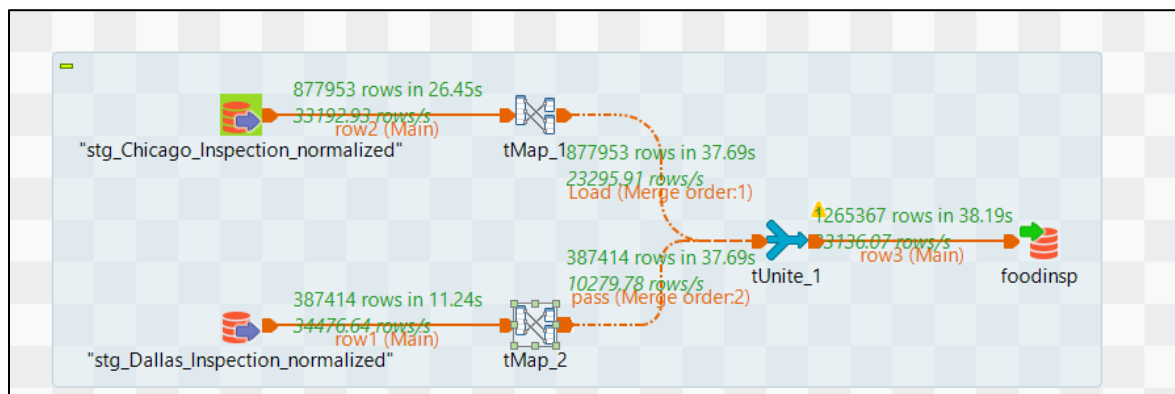 877953 rows in 26.45s
33192.93 rows/s
row2 (Main)
"stg_Chicago_Inspection_normalized"
tMap_1
877953 rows in 37.69s
23295.91 rows/s
Load (Merge order:1)
1265367 rows in 38.19s
33136.07 rows/s
row3 (Main)
tUnite_1
foodinsp
387414 rows in 37.69s
10279.78 rows/s
pass (Merge order:2)
387414 rows in 11.24s
34476.64 rows/s
row1 (Main)
"stg_Dallas_Inspection_normalized"
tMap_2